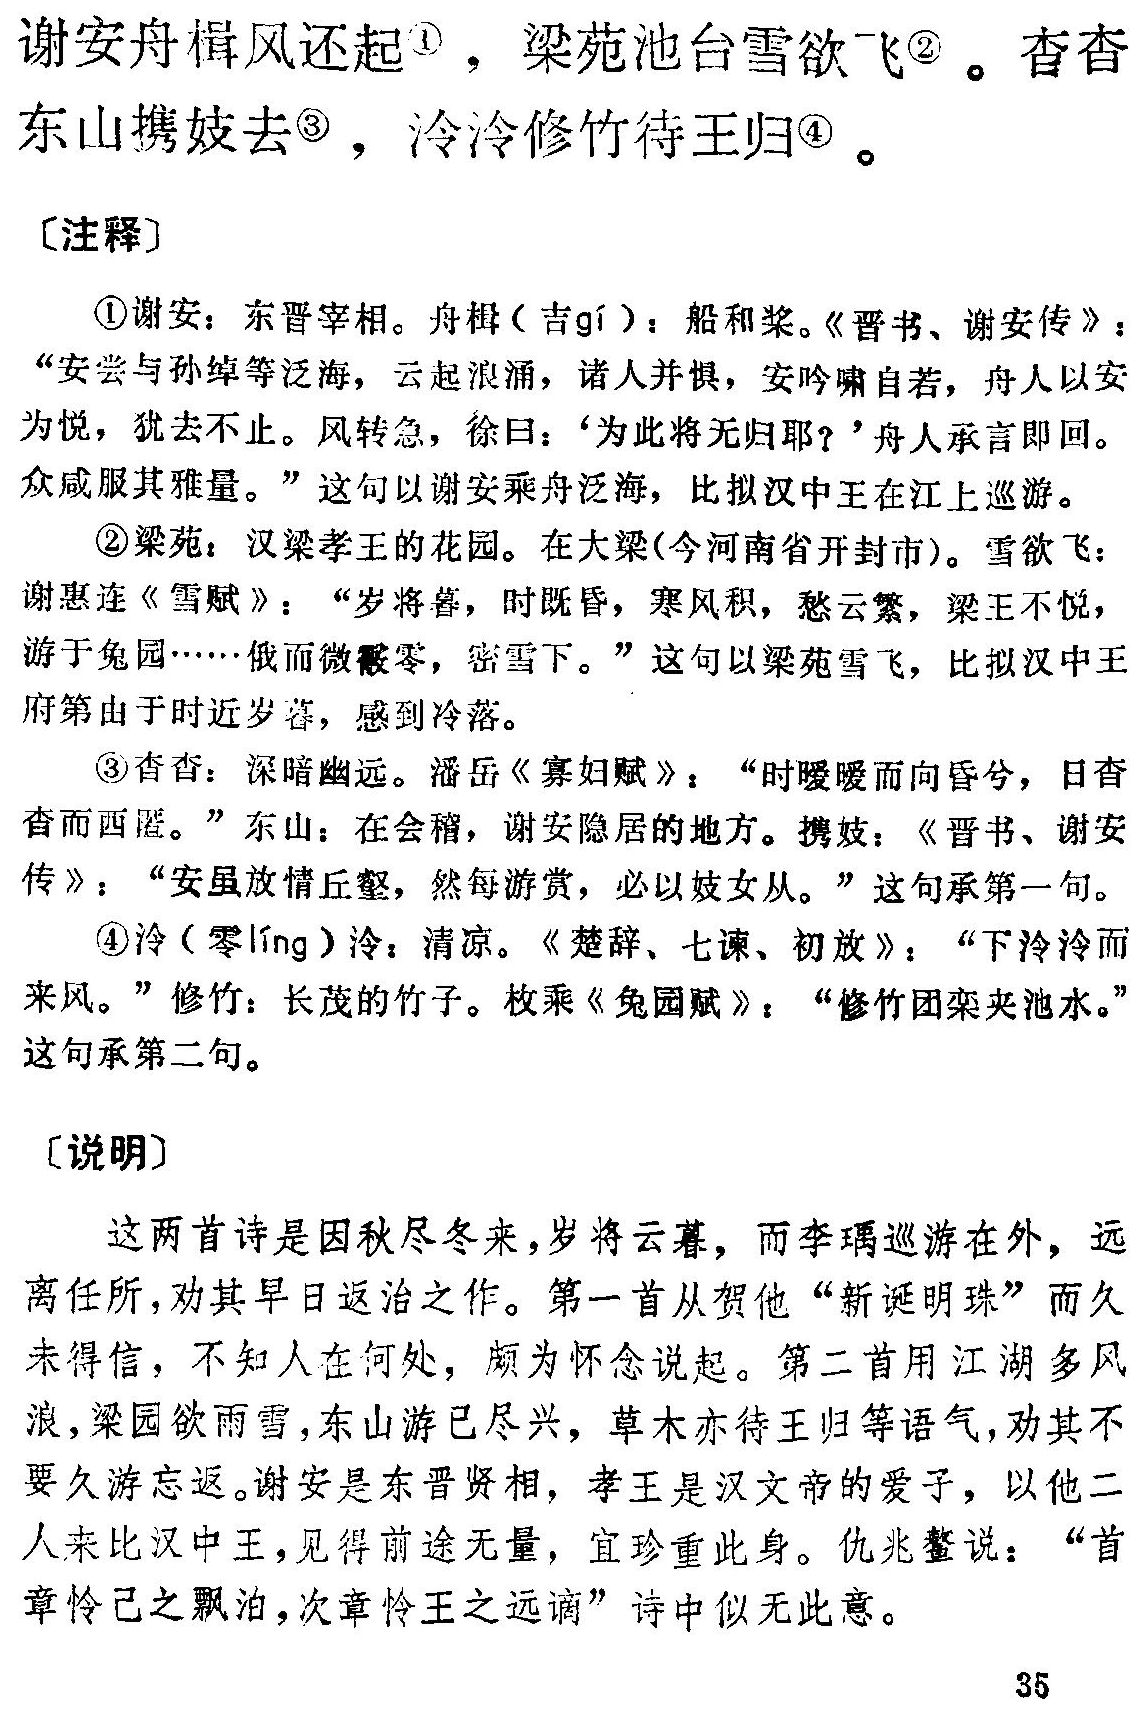 谢安舟楫风还起①，梁苑池台雪欲飞②。杳杳
东山携妓去③，泠泠修竹待王归④。
〔注释〕
①谢安：东晋宰相。舟楫（吉gí）：船和桨。《晋书、谢安传》：
“安尝与孙绰等泛海，云起浪涌，诸人并惧，安吟啸自若，舟人以安
为悦，犹去不止。风转急，徐曰：‘为此将无归耶？’舟人承言即回。
众咸服其雅量。”这句以谢安乘舟泛海，比拟汉中王在江上巡游。
②梁苑：汉梁孝王的花园。在大梁(今河南省开封市)。雪欲飞：
谢惠连《雪赋》：“岁将暮，时既昏，寒风积，愁云繁，梁王不悦，
游于兔园……俄而微霰零，密雪下。”这句以梁苑雪飞，比拟汉中王
府第由于时近岁暮，感到冷落。
③杳杳：深暗幽远。潘岳《寡妇赋》：“时暧暧而向昏兮，日杳
杳而西匿。”东山：在会稽，谢安隐居的地方。携妓：《晋书、谢安
传》：“安虽放情丘壑，然每游赏，必以妓女从。”这句承第一句。
④泠（零líng）泠：清凉。《楚辞、七谏、初放》：“下泠泠而
来风。”修竹：长茂的竹子。枚乘《兔园赋》：“修竹团栾夹池水。”
这句承第二句。
〔说明〕
这两首诗是因秋尽冬来，岁将云暮，而李瑀巡游在外，远
离任所，劝其早日返治之作。第一首从贺他“新诞明珠”而久
未得信，不知人在何处，颇为怀念说起。第二首用江湖多风
浪，梁园欲雨雪，东山游已尽兴，草木亦待王归等语气，劝其不
要久游忘返。谢安是东晋贤相，孝王是汉文帝的爱子，以他二
人来比汉中王，见得前途无量，宜珍重此身。仇兆鳌说：“首
章怜己之飘泊，次章怜王之远谪”诗中似无此意。
35